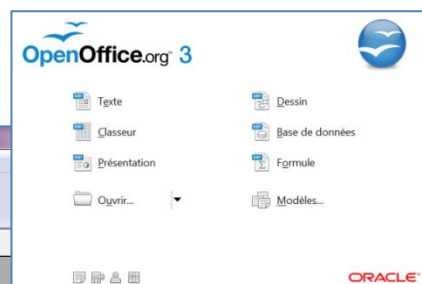 OpenOffice.org 3
Texte
Dessin
Classeur
Base de données
Présentation
Formule
Ouvrir...
Modèles...
ORACLE